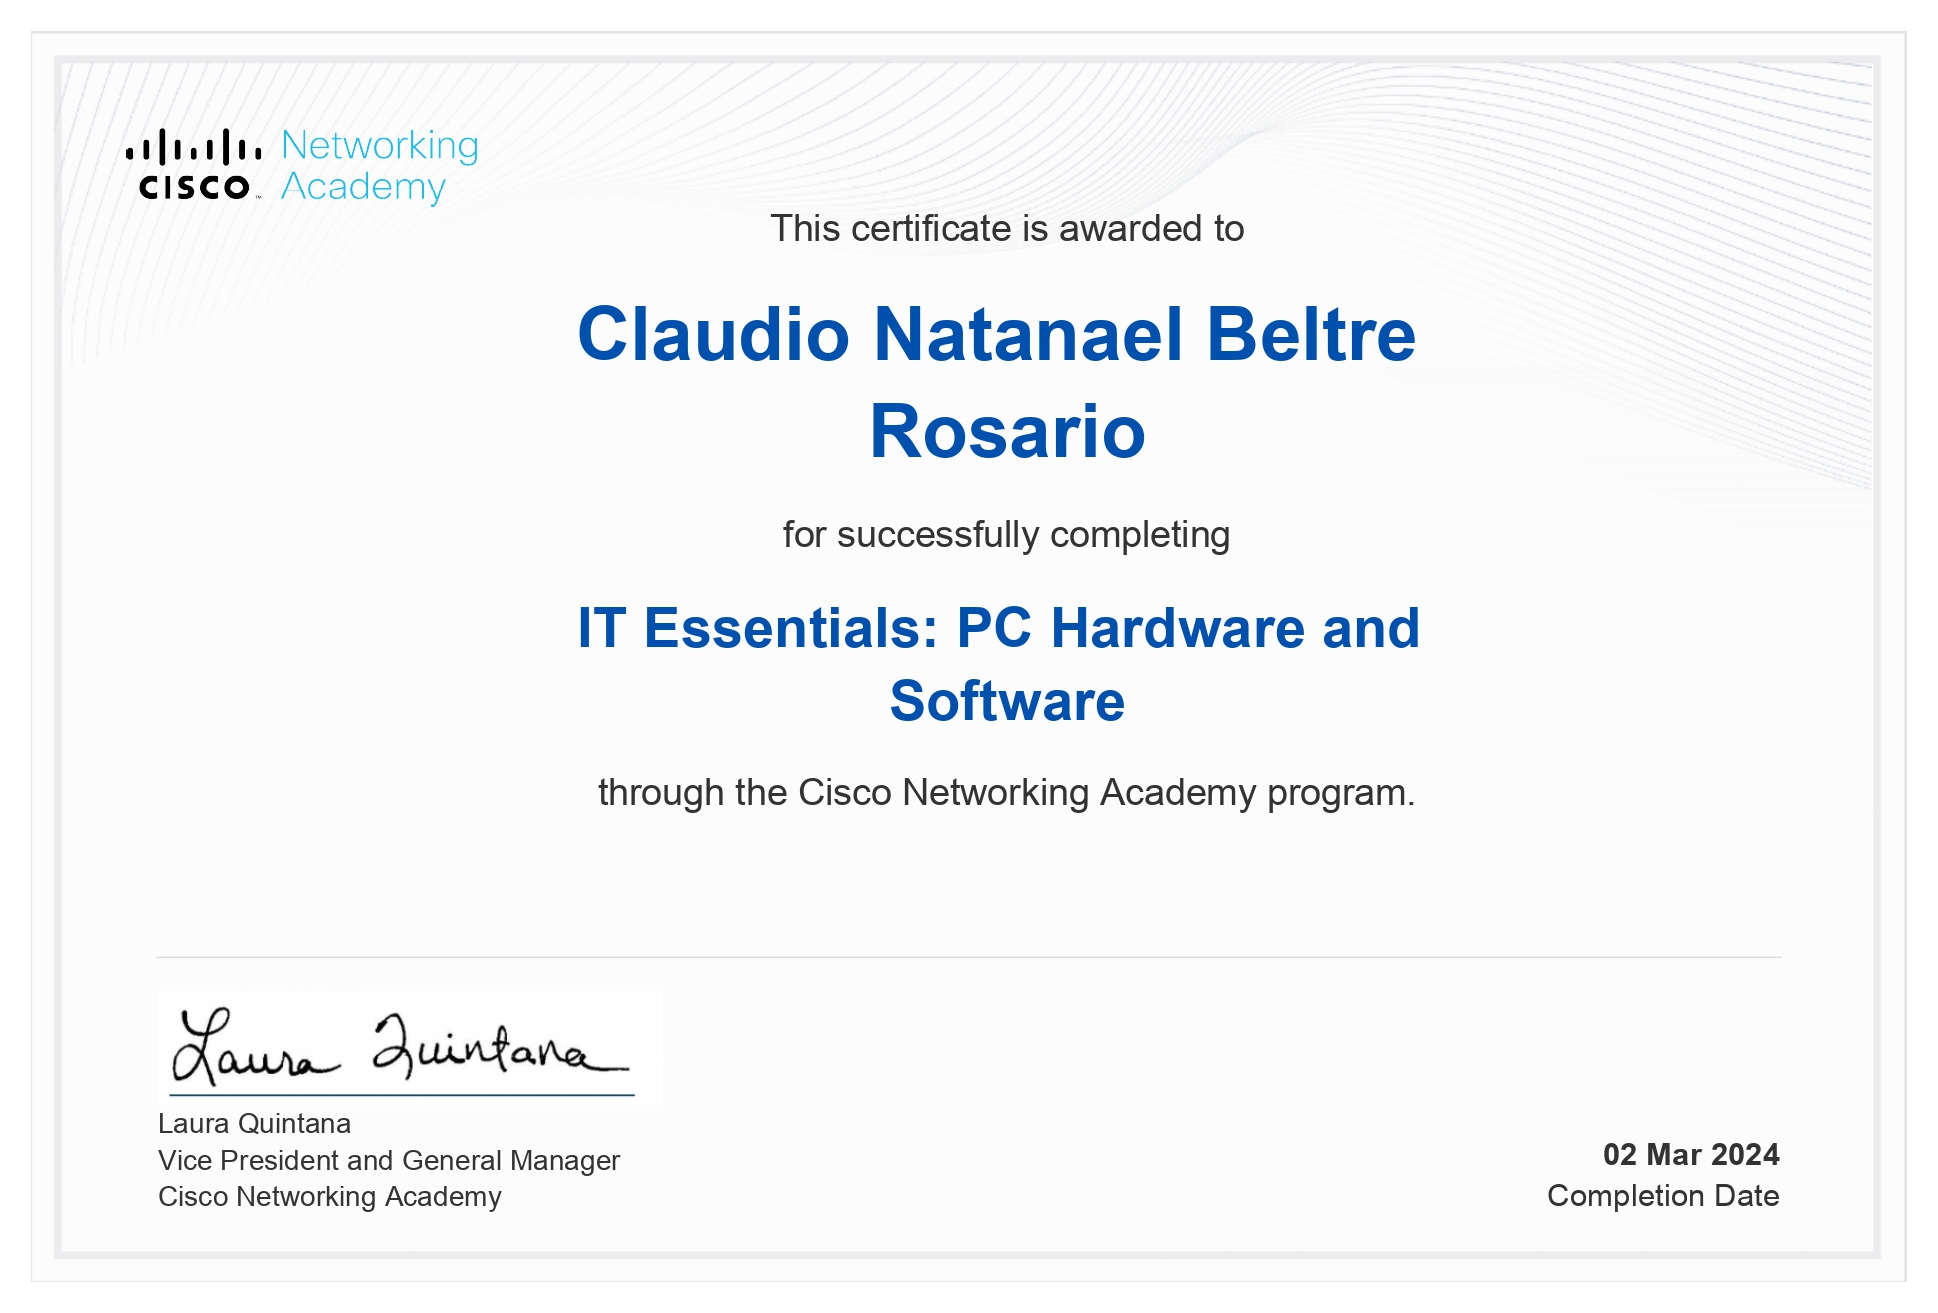 Networking
cisco™ Academy
This certificate is awarded to
Claudio Natanael Beltre
Rosario
for successfully completing
IT Essentials: PC Hardware and
Software
through the Cisco Networking Academy program.
Laura Quintana
Laura Quintana
Vice President and General Manager
Cisco Networking Academy
02 Mar 2024
Completion Date